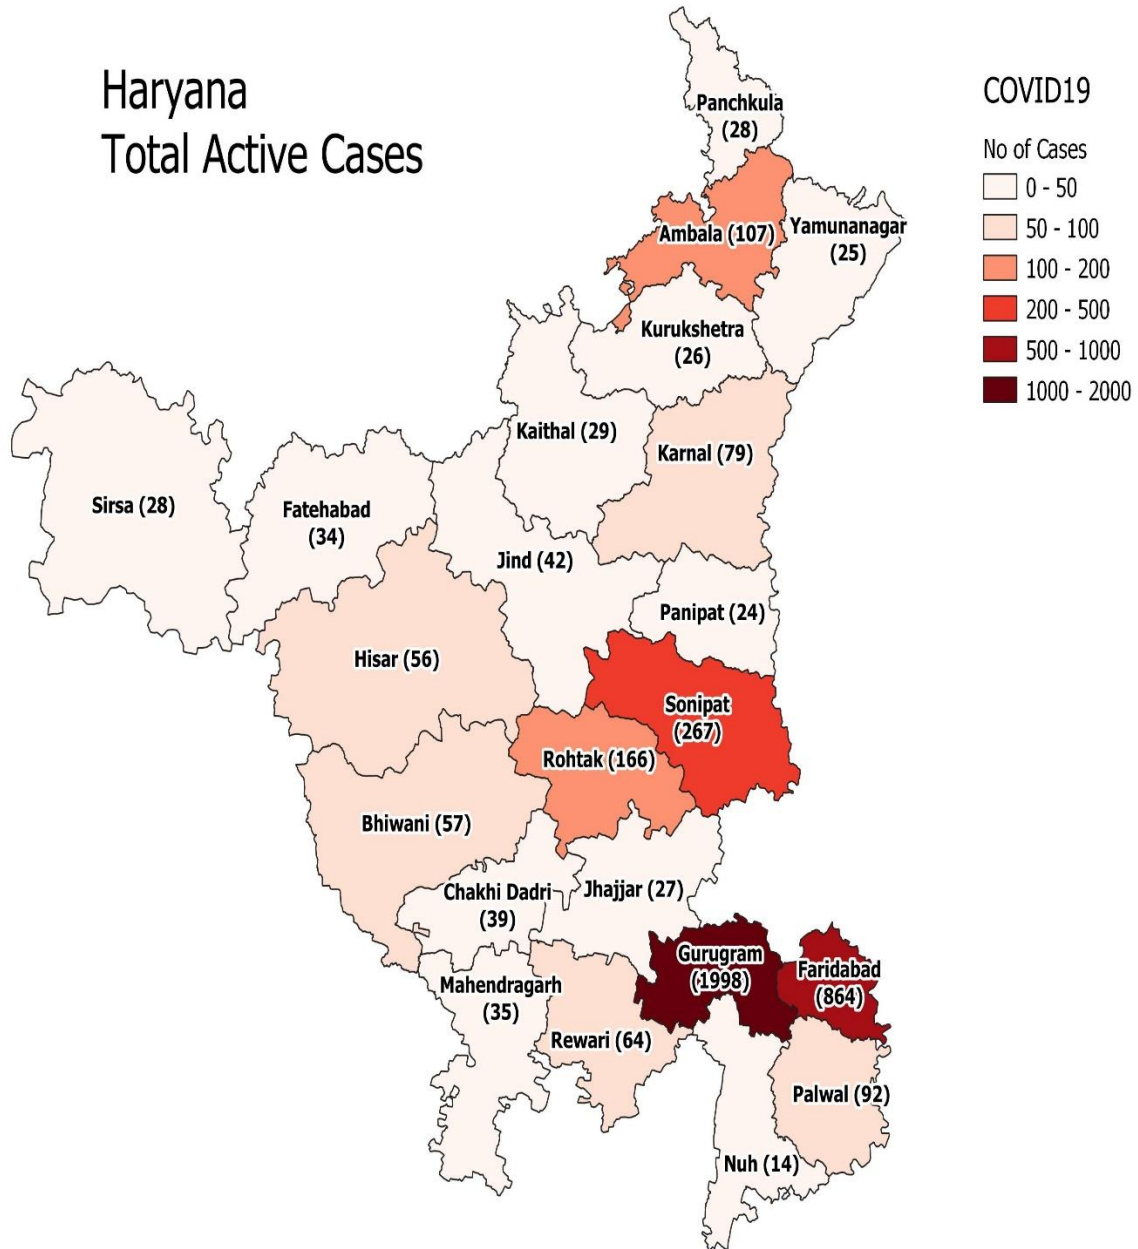 Haryana
Total Active Cases
COVID19
No of Cases
0 - 50
50 - 100
100 - 200
200 - 500
500 - 1000
1000 - 2000
Panchkula
(28)
Ambala (107)
Yamunanagar
(25)
Kurukshetra
(26)
Kaithal (29)
Karnal (79)
Sirsa (28)
Fatehabad
(34)
Jind (42)
Panipat (24)
Hisar (56)
Sonipat
(267)
Rohtak (166)
Bhiwani (57)
Chakhi Dadri
(39)
Jhajjar (27)
Gurugram
(1998)
Faridabad
(864)
Mahendragarh
(35)
Rewari (64)
Palwal (92)
Nuh (14)